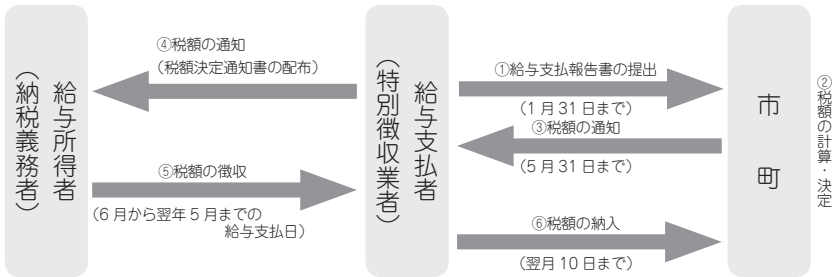 給与所得者
（納税義務者）
④税額の通知
（税額決定通知書の配布）
⑤税額の徴収
（6月から翌年5月までの
給与支払日）
給与支払者
（特別徴収業者）
①給与支払報告書の提出
（1月31日まで）
③税額の通知
（5月31日まで）
⑥税額の納入
（翌月10日まで）
市町
②税額の計算・決定